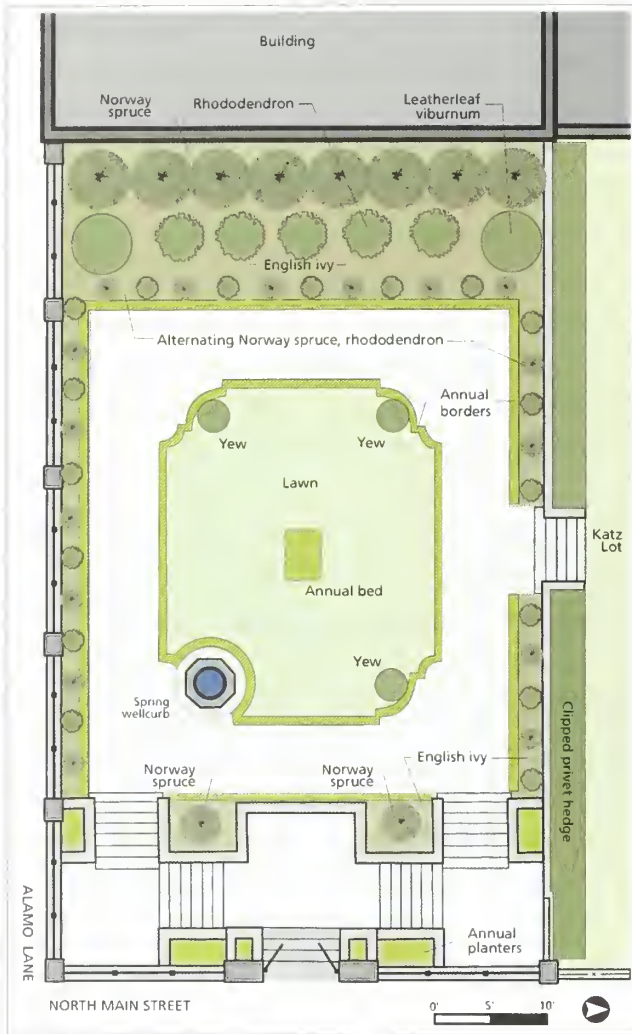 Building
Norway
spruce
Rhododendron
Leatherleaf
viburnum
English ivy
Alternating Norway spruce, rhododendron
Annual
borders
Yew
Yew
Lawn
Katz
Lot
Annual bed
Yew
Spring
wellcurb
Clipped privet hedge
English ivy
Norway
spruce
Norway
spruce
ALAMO LANE
Annual
planters
NORTH MAIN STREET
0' 5' 10'